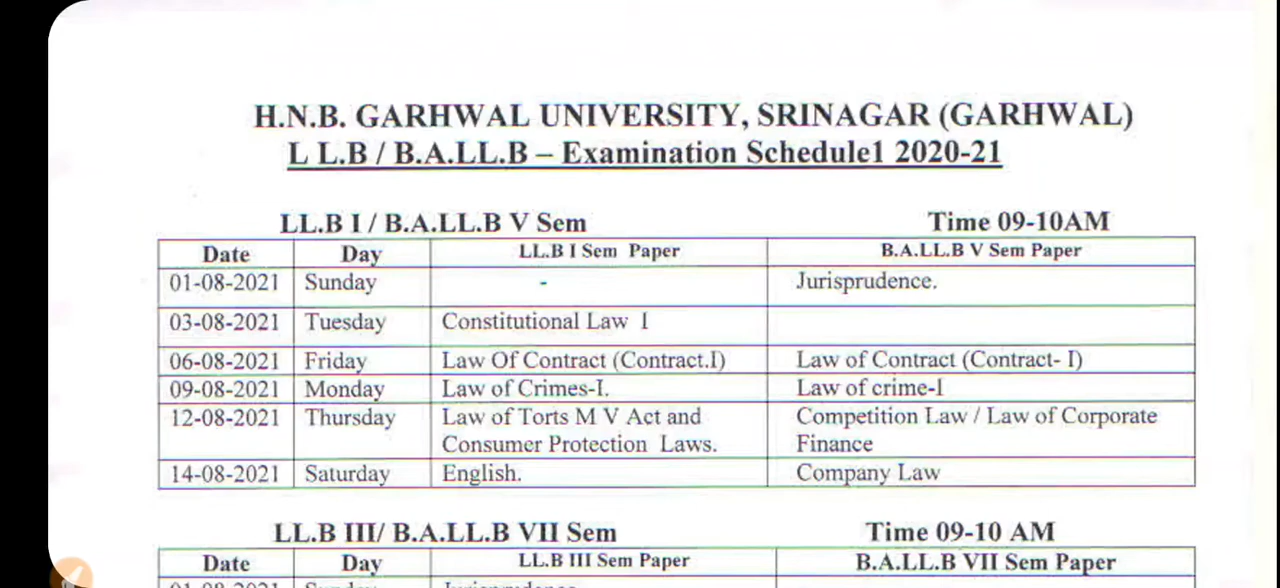 H.N.B. GARHWAL UNIVERSITY, SRINAGAR (GARHWAL)
L L.B / B.A.LL.B – Examination Schedule1 2020-21
LL.B I / B.A.LL.B V Sem Time 09-10AM
Date Day LL.B I Sem Paper B.A.LL.B V Sem Paper
01-08-2021 Sunday - Jurisprudence.
03-08-2021 Tuesday Constitutional Law I
06-08-2021 Friday Law Of Contract (Contract.I) Law of Contract (Contract- I)
09-08-2021 Monday Law of Crimes-I. Law of crime-I
12-08-2021 Thursday Law of Torts M V Act and Competition Law / Law of Corporate
Consumer Protection Laws. Finance
14-08-2021 Saturday English. Company Law
LL.B III/ B.A.LL.B VII Sem Time 09-10 AM
Date Day LL.B III Sem Paper B.A.LL.B VII Sem Paper